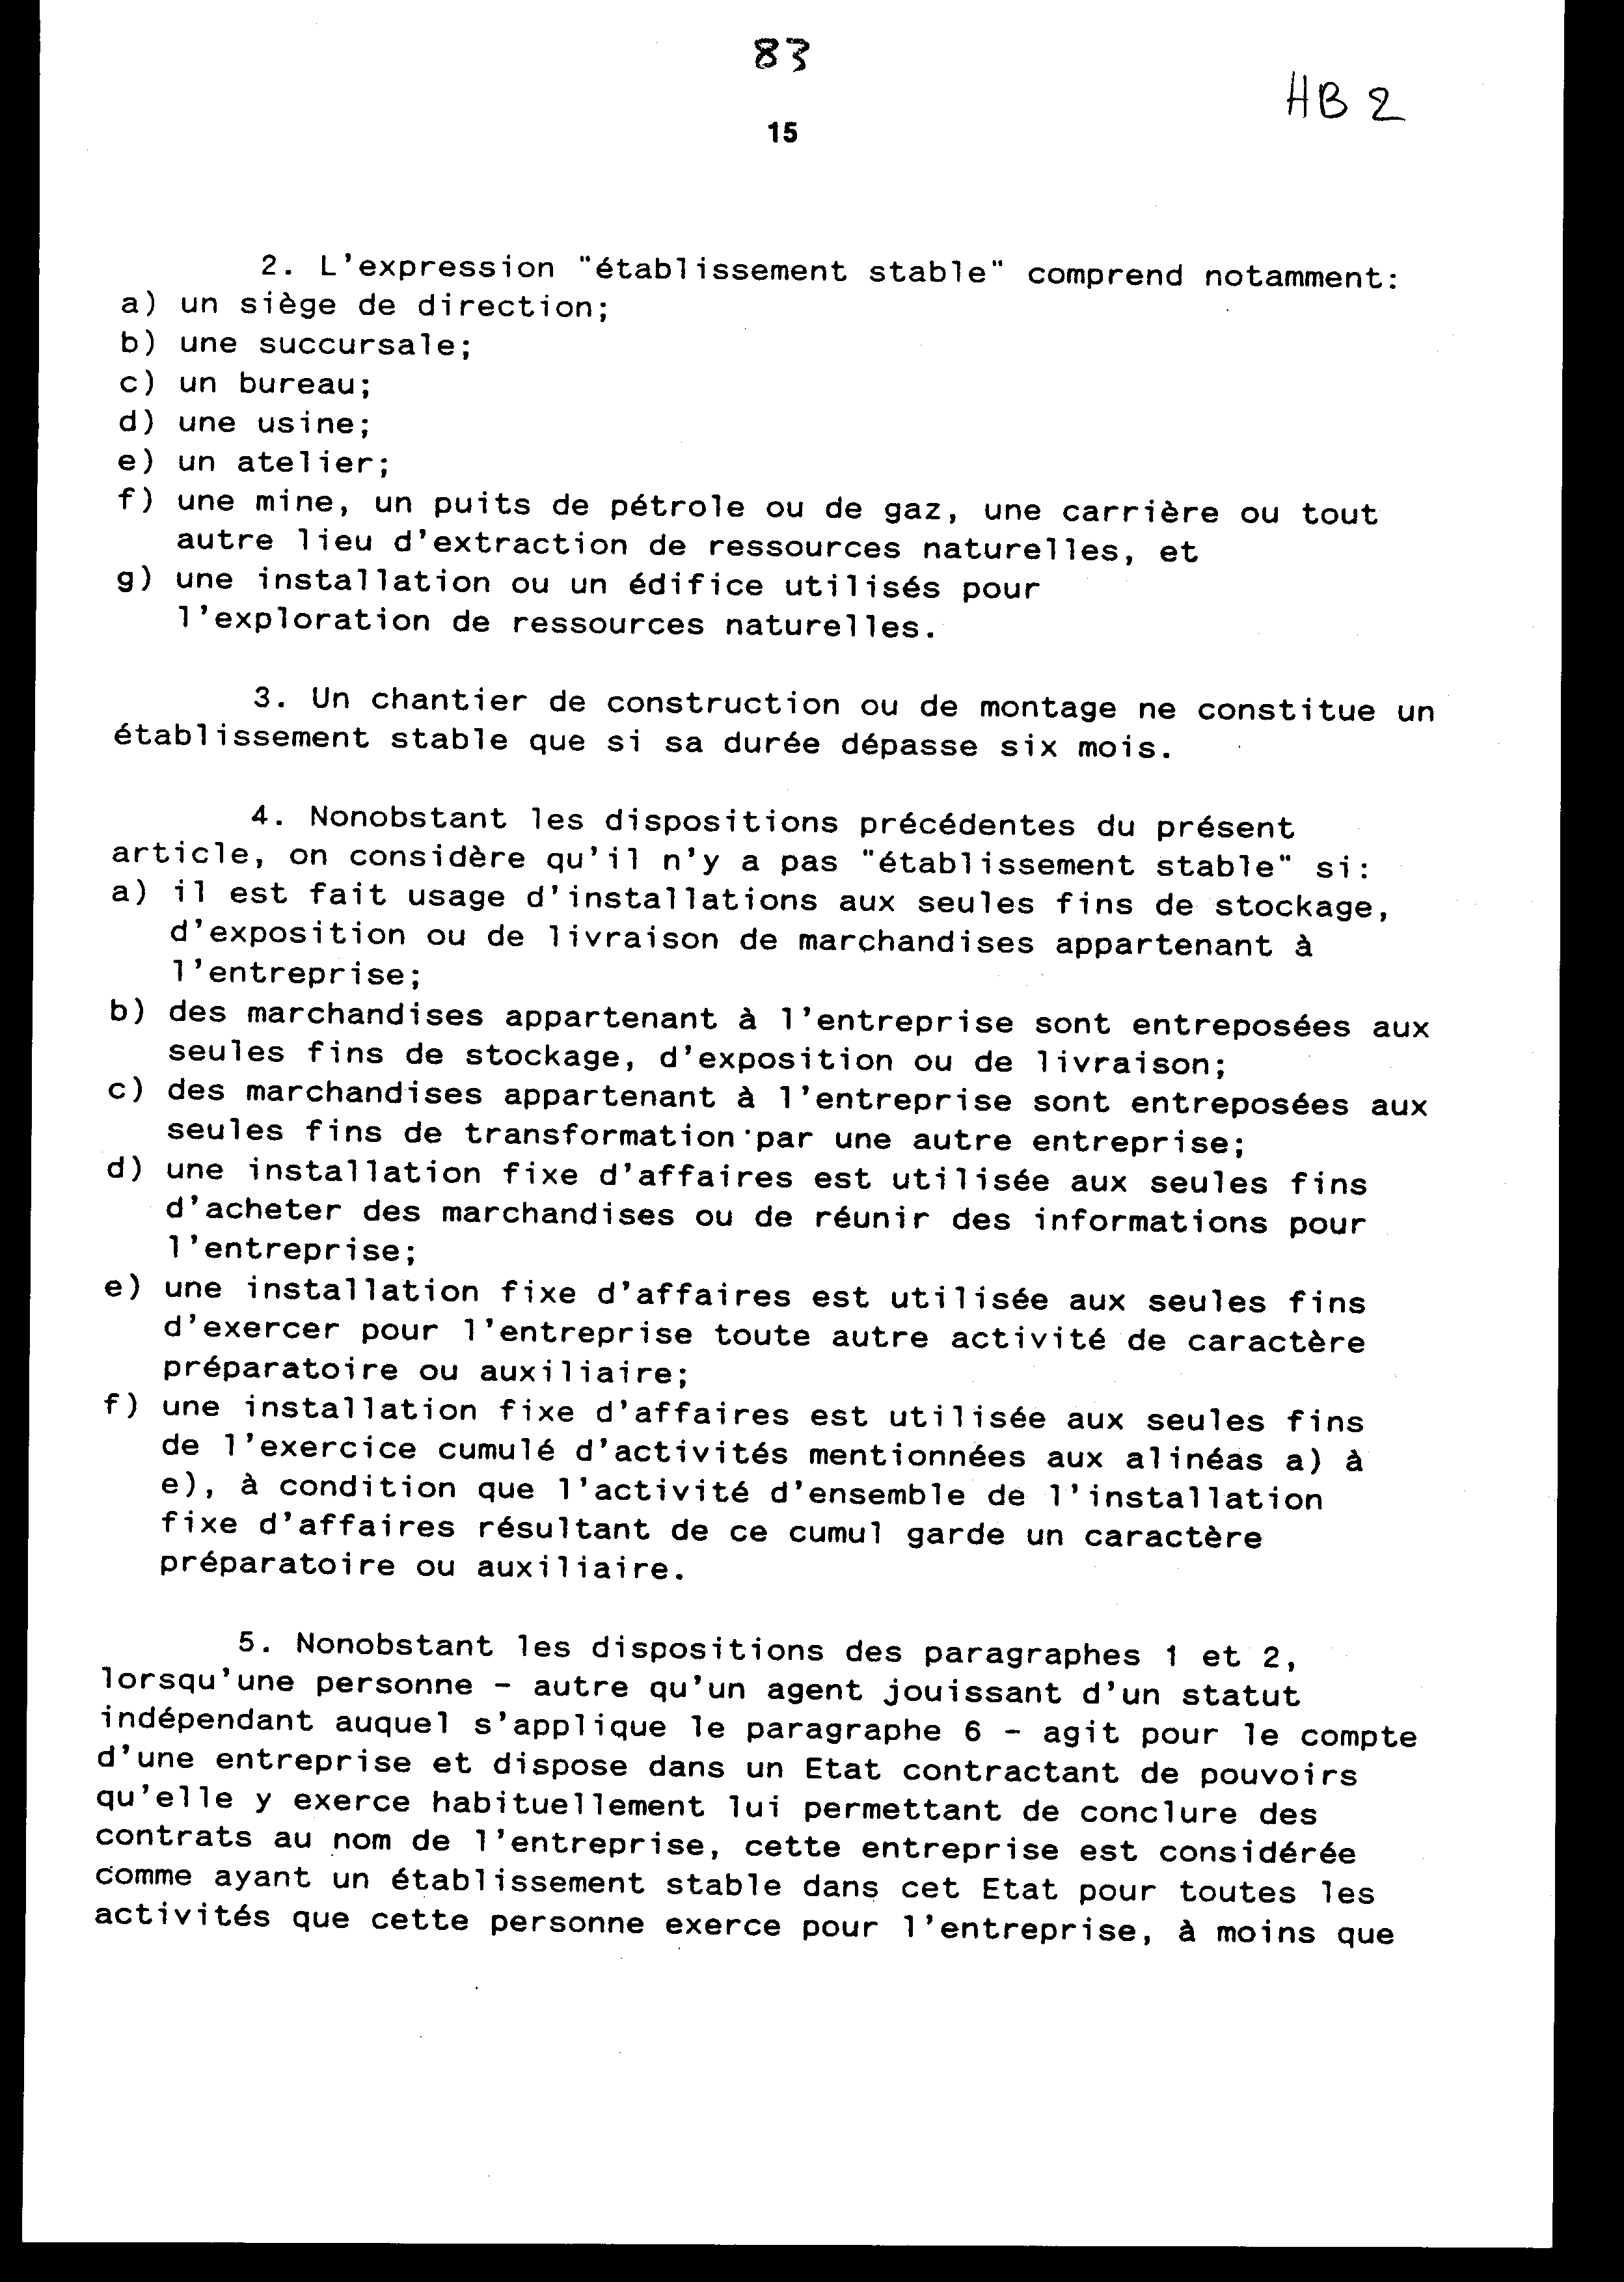 83
HB 2
15
2. L'expression "établissement stable" comprend notamment:
a) un siège de direction;
b) une succursale;
c) un bureau;
d) une usine;
e) un atelier;
f) une mine, un puits de pétrole ou de gaz, une carrière ou tout
autre lieu d'extraction de ressources naturelles, et
g) une installation ou un édifice utilisés pour
l'exploration de ressources naturelles.
3. Un chantier de construction ou de montage ne constitue un
établissement stable que si sa durée dépasse six mois.
4. Nonobstant les dispositions précédentes du présent
article, on considère qu'il n'y a pas "établissement stable" si:
a) il est fait usage d'installations aux seules fins de stockage,
d'exposition ou de livraison de marchandises appartenant à
l'entreprise;
b) des marchandises appartenant à l'entreprise sont entreposées aux
seules fins de stockage, d'exposition ou de livraison;
c) des marchandises appartenant à l'entreprise sont entreposées aux
seules fins de transformation par une autre entreprise;
d) une installation fixe d'affaires est utilisée aux seules fins
d'acheter des marchandises ou de réunir des informations pour
l'entreprise;
e) une installation fixe d'affaires est utilisée aux seules fins
d'exercer pour l'entreprise toute autre activité de caractère
préparatoire ou auxiliaire;
f) une installation fixe d'affaires est utilisée aux seules fins
de l'exercice cumulé d'activités mentionnées aux alinéas a) à
e), à condition que l'activité d'ensemble de l'installation
fixe d'affaires résultant de ce cumul garde un caractère
préparatoire ou auxiliaire.
5. Nonobstant les dispositions des paragraphes 1 et 2,
lorsqu'une personne - autre qu'un agent jouissant d'un statut
indépendant auquel s'applique le paragraphe 6 - agit pour le compte
d'une entreprise et dispose dans un Etat contractant de pouvoirs
qu'elle y exerce habituellement lui permettant de conclure des
contrats au nom de l'entreprise, cette entreprise est considérée
comme ayant un établissement stable dans cet Etat pour toutes les
activités que cette personne exerce pour l'entreprise, à moins que